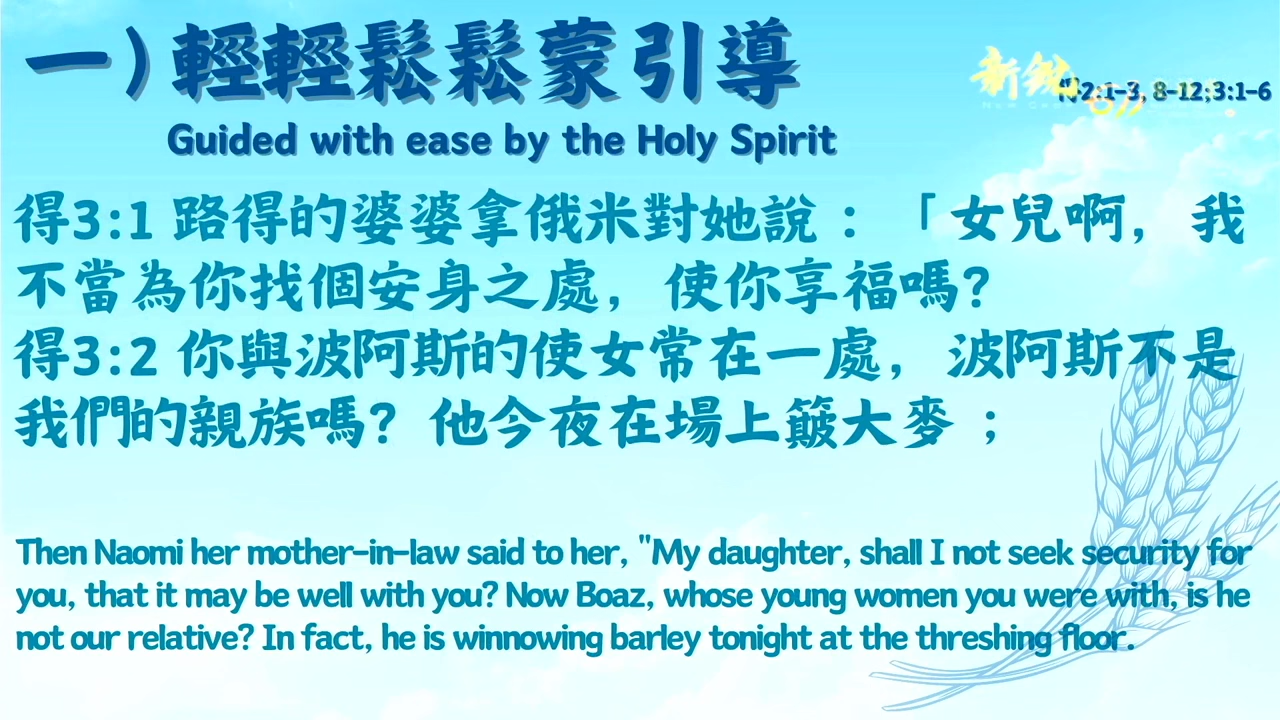 一）輕輕鬆鬆蒙引導
Guided with ease by the Holy Spirit
新銳
2:1-3, 8-12;3:1-6
得3:1 路得的婆婆拿俄米對她說：「女兒啊，我
不當為你找個安身之處，使你享福嗎？
得3:2 你與波阿斯的使女常在一處，波阿斯不是
我們的親族嗎？他今夜在場上簸大麥；
Then Naomi her mother-in-law said to her, "My daughter, shall I not seek security for
you, that it may be well with you? Now Boaz, whose young women you were with, is he
not our relative? In fact, he is winnowing barley tonight at the threshing floor.